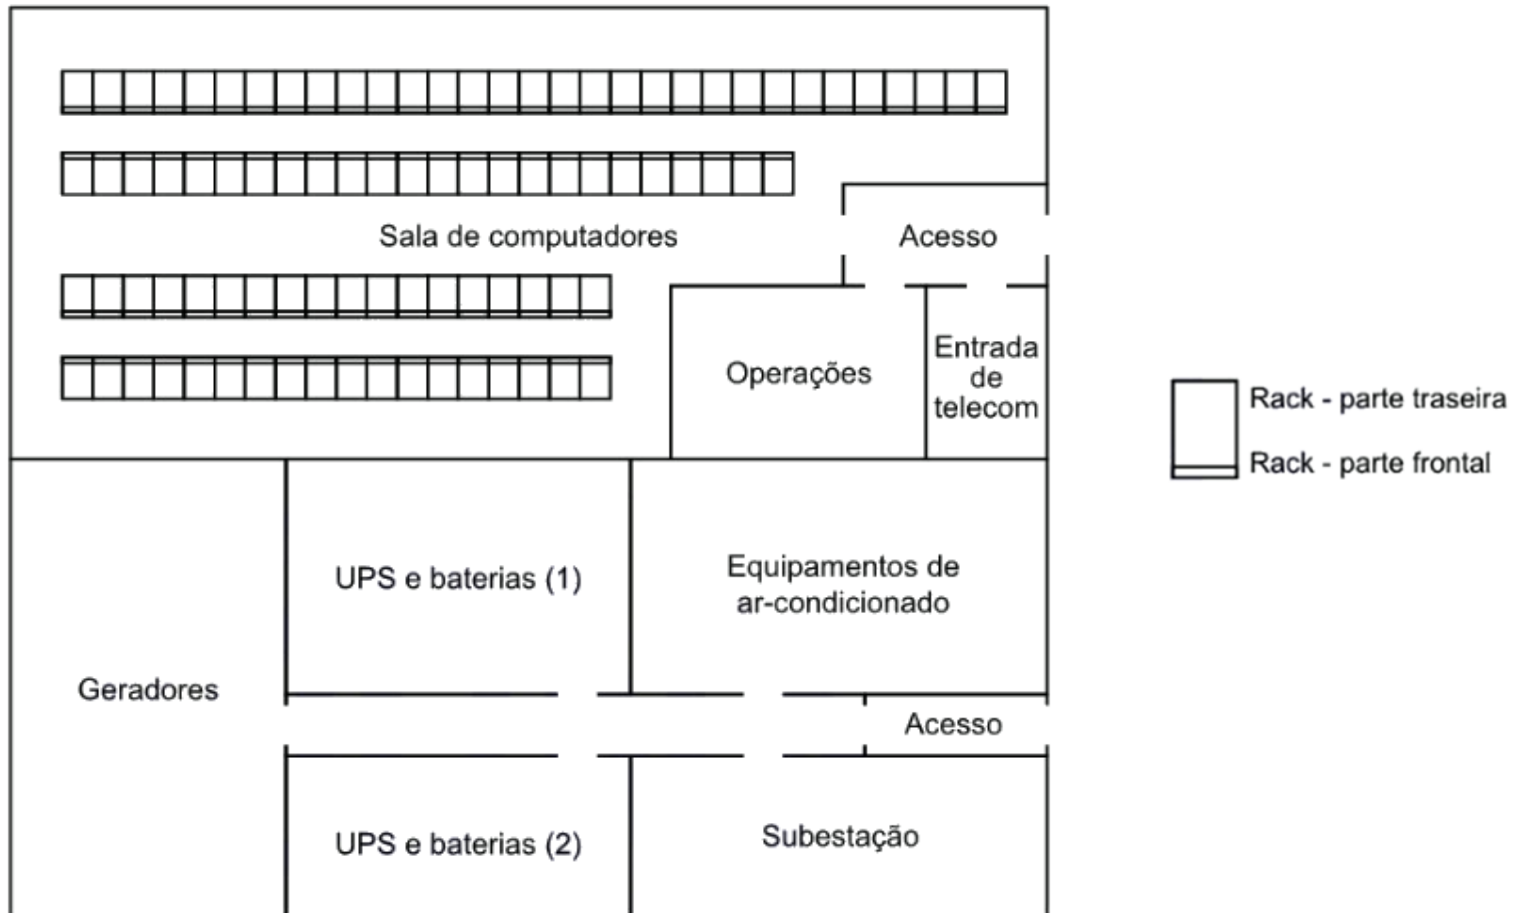 Sala de computadores
Acesso
Operações
Entrada
de
telecom
Rack - parte traseira
Rack - parte frontal
UPS e baterias (1)
Equipamentos de
ar-condicionado
Geradores
Acesso
UPS e baterias (2)
Subestação